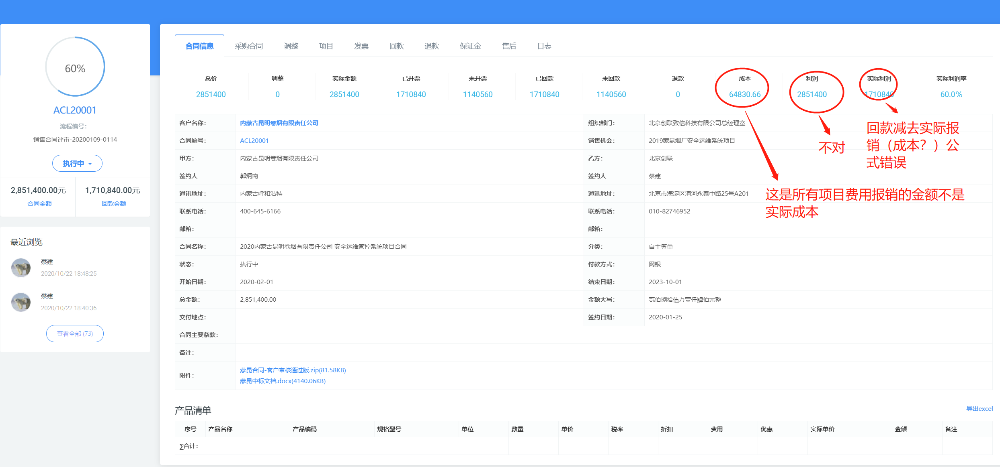 60%
ACL20001
流程编号:
销售合同评审-20200109-0114
执行中
2,851,400.00元
合同金额
1,710,840.00元
回款金额
最近浏览
蔡建
2020/10/22 18:48:25
蔡建
2020/10/22 18:40:36
查看全部 (73)
合同信息 采购合同 调整 项目 发票 回款 退款 保证金 售后 日志
总价 调整 实际金额 已开票 未开票 已回款 未回款 退款 成本 利润 实际利润 实际利润率
2851400 0 2851400 1710840 1140560 1710840 1140560 0 64830.66 2851400 1710840 60.0%
客户名称: 内蒙古昆明卷烟有限责任公司 组织部门: 北京创联致信科技有限公司总经理室
合同编号: ACL20001 销售机会: 2019蒙昆烟厂安全运维系统项目
甲方: 内蒙古昆明卷烟有限责任公司 乙方: 北京创联
签约人 郭炳南 签约人 蔡建
通讯地址: 内蒙古呼和浩特 通讯地址: 北京市海淀区清河永泰中路25号A201
联系电话: 400-645-6166 联系电话: 010-82746952
邮箱: 邮箱:
合同名称: 2020内蒙古昆明卷烟有限责任公司 安全运维管控系统项目合同 分类: 自主签单
状态: 执行中 付款方式: 网银
开始日期: 2020-02-01 结束日期: 2023-10-01
总金额: 2,851,400.00 金额大写: 贰佰捌拾伍万壹仟肆佰元整
交付地点: 签约日期: 2020-01-25
合同主要条款:
备注:
附件: 蒙昆合同-客户审核通过版.zip(81.58KB)
蒙昆中标文档.docx(4140.06KB)
不对
回款减去实际报
销（成本？）公
式错误
这是所有项目费用报销的金额不是
实际成本
产品清单 导出excel
序号 产品名称 产品编码 规格型号 单位 数量 单价 税率 折扣 费用 优惠 实际单价 金额 备注
∑合计: